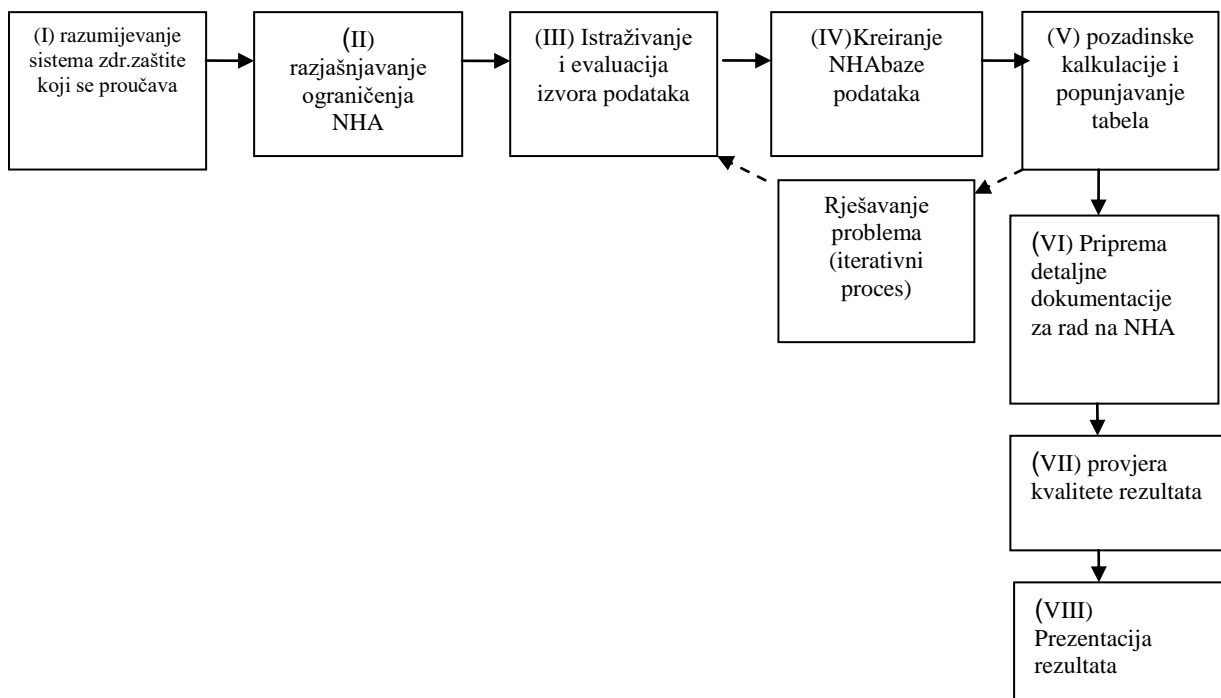 (I) razumijevanje
sistema zdr.zaštite
koji se proučava
(II)
razjašnjavanje
ograničenja
NHA
(III) Istraživanje
i evaluacija
izvora podataka
(IV)Kreiranje
NHAbaze
podataka
(V) pozadinske
kalkulacije i
popunjavanje
tabela
Rješavanje
problema
(iterativni
proces)
(VI) Priprema
detaljne
dokumentacije
za rad na NHA
(VII) provjera
kvalitete rezultata
(VIII)
Prezentacija
rezultata